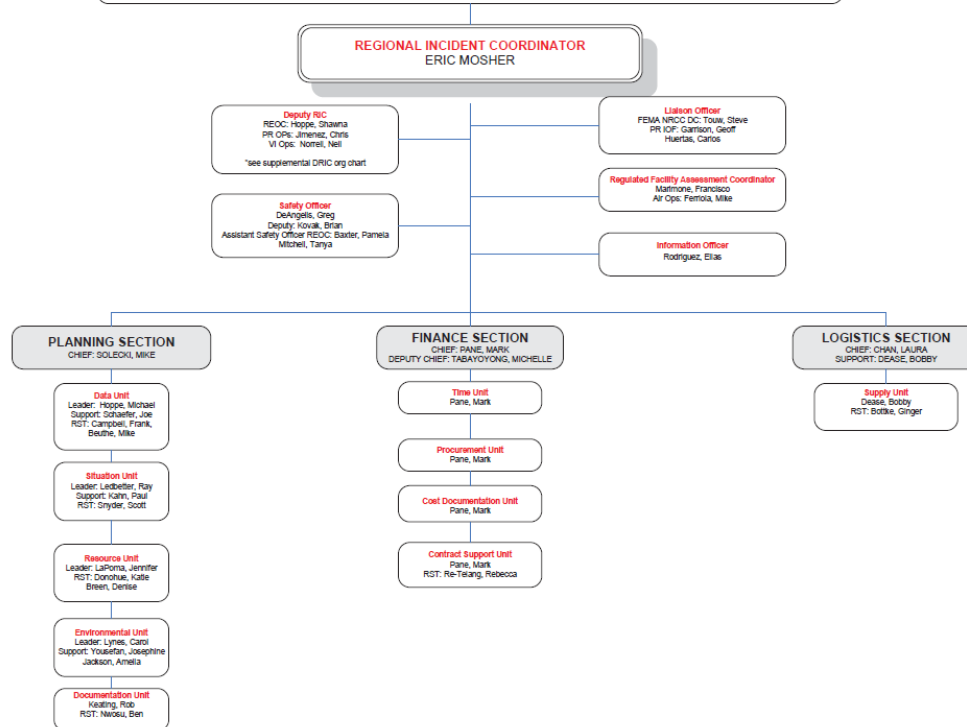 REGIONAL INCIDENT COORDINATOR
ERIC MOSHER
Deputy RIC
REOC: Hoppe, Shawna
PR OPs: Jimenez, Chris
VI Ops: Norrell, Neil
*see supplemental DRIC org chart
Liaison Officer
FEMA NRCC DC: Touw, Steve
PR IOF: Garrison, Geoff
Huertas, Carlos
Regulated Facility Assessment Coordinator
Marimone, Francisco
Air Ops: Ferriola, Mike
Safety Officer
DeAngelis, Greg
Deputy: Kovak, Brian
Assistant Safety Officer REOC: Baxter, Pamela
Mitchell, Tanya
Information Officer
Rodriguez, Elias
PLANNING SECTION
CHIEF: SOLECKI, MIKE
FINANCE SECTION
CHIEF: PANE, MARK
DEPUTY CHIEF: TABAYOYONG, MICHELLE
LOGISTICS SECTION
CHIEF: CHAN, LAURA
SUPPORT: DEASE, BOBBY
Data Unit
Leader: Hoppe, Michael
Support: Schaefer, Joe
RST: Campbell, Frank,
Beuthe, Mike
Time Unit
Pane, Mark
Supply Unit
Dease, Bobby
RST: Bottke, Ginger
Situation Unit
Leader: Ledbetter, Ray
Support: Kahn, Paul
RST: Snyder, Scott
Procurement Unit
Pane, Mark
Cost Documentation Unit
Pane, Mark
Resource Unit
Leader: LaPoma, Jennifer
RST: Donohue, Katie
Breen, Denise
Contract Support Unit
Pane, Mark
RST: Re-Telang, Rebecca
Environmental Unit
Leader: Lynes, Carol
Support: Yousefan, Josephine
Jackson, Amelia
Documentation Unit
Keating, Rob
RST: Nwosu, Ben